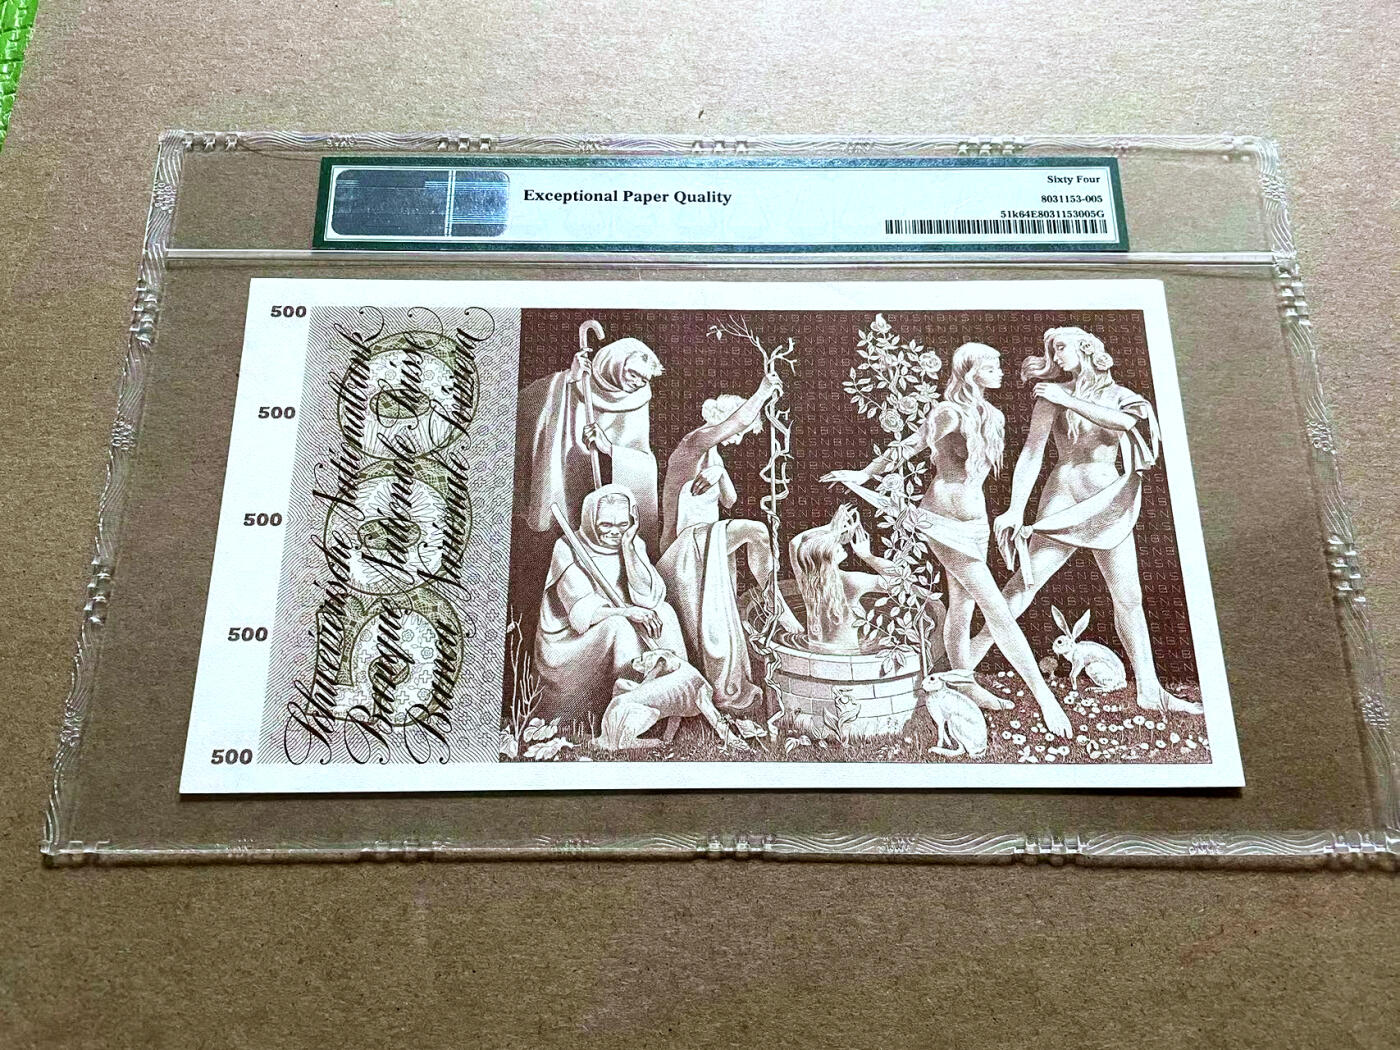 Exceptional Paper Quality
Sixty Four
8031153-005
51k64E8031153005G
500
500
500
500
500
Schweizerische Nationalbank
Banque Nationale Suisse
Banca Nazionale Svizzera
500